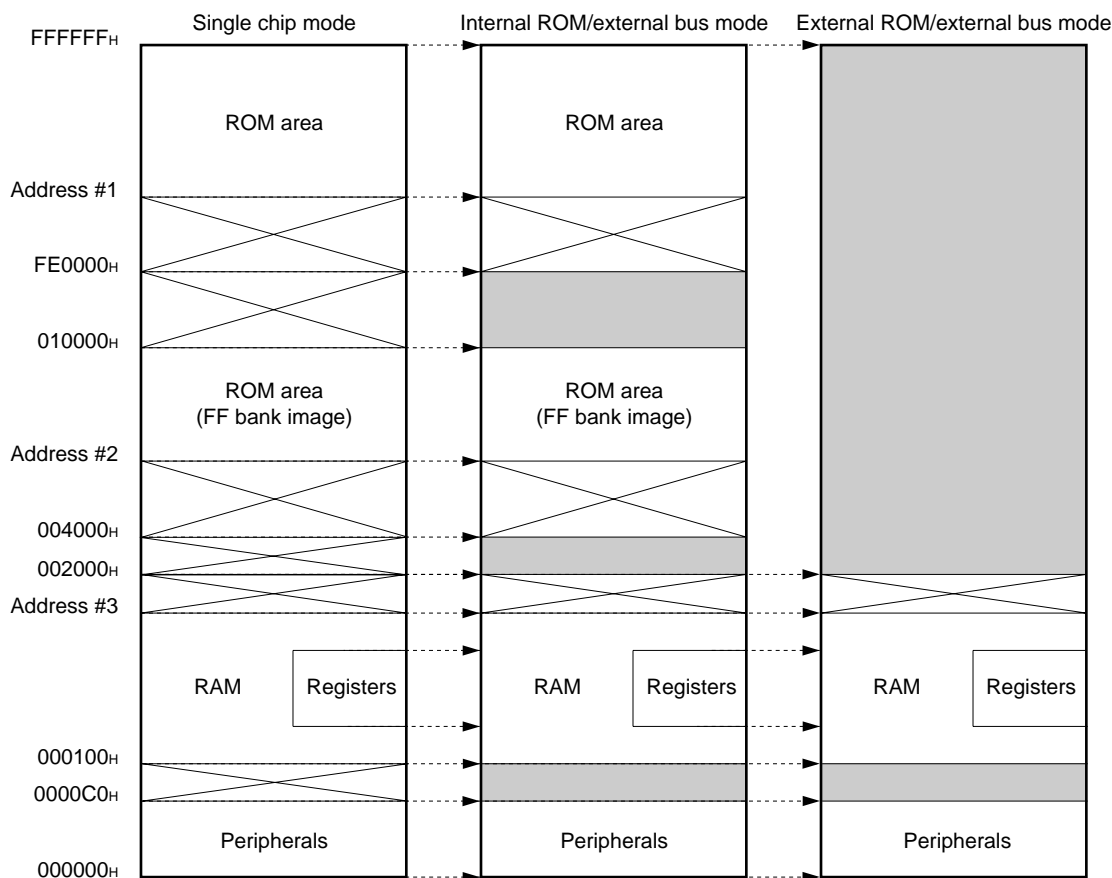 Single chip mode
Internal ROM/external bus mode
External ROM/external bus mode
FFFFFFH
ROM area
ROM area
Address #1
FE0000H
010000H
ROM area
(FF bank image)
ROM area
(FF bank image)
Address #2
004000H
002000H
Address #3
RAM
Registers
RAM
Registers
RAM
Registers
000100H
0000C0H
Peripherals
Peripherals
Peripherals
000000H